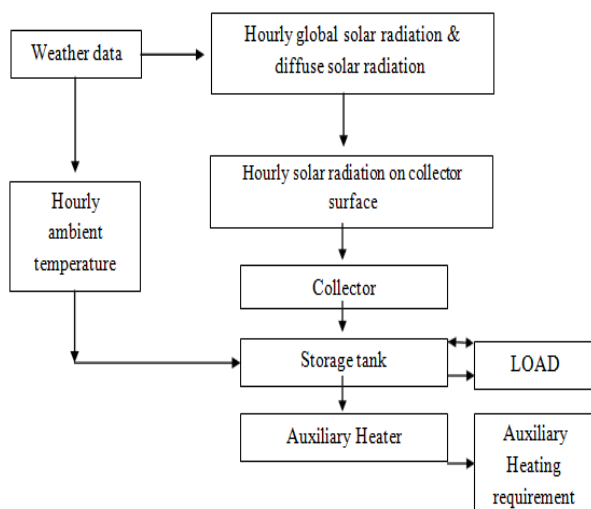 Weather data
Hourly global solar radiation &
diffuse solar radiation
Hourly solar radiation on collector
surface
Hourly
ambient
temperature
Collector
Storage tank
LOAD
Auxiliary Heater
Auxiliary
Heating
requirement